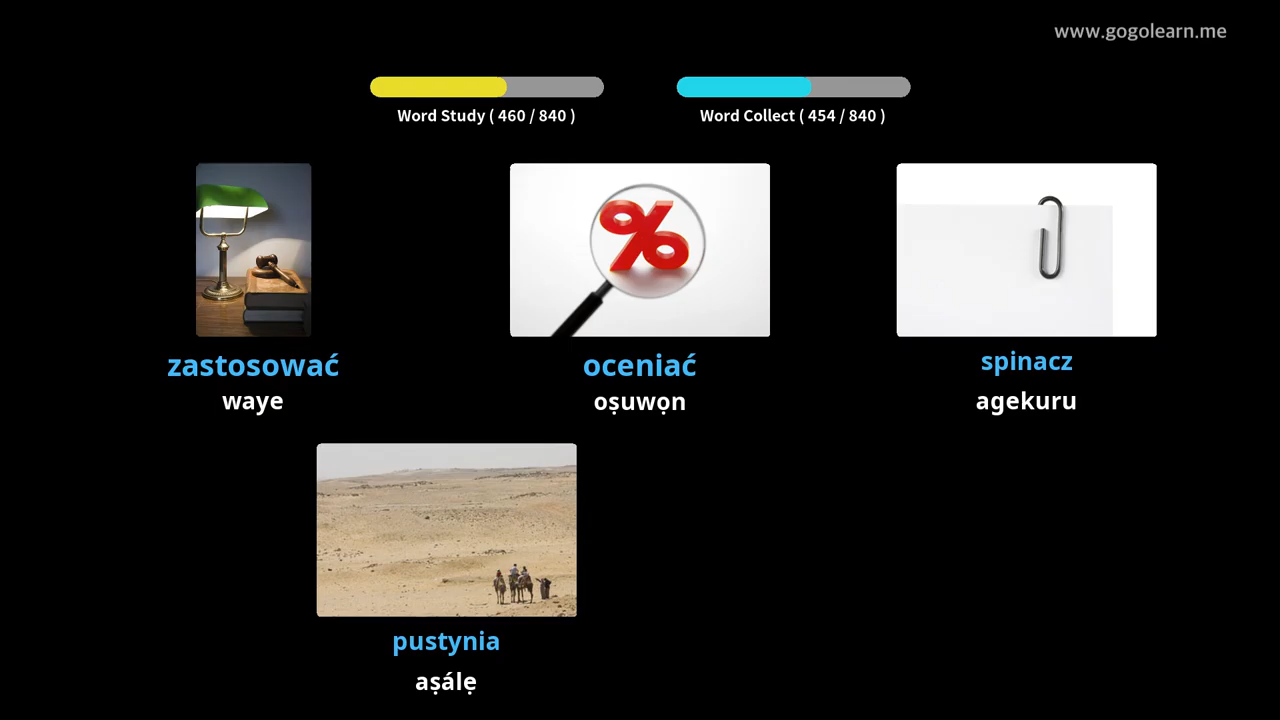 www.gogolearn.me
Word Study ( 460 / 840 )
Word Collect ( 454 / 840 )
zastosować
waye
oceniać
oṣuwọn
spinacz
agekuru
pustynia
aṣálẹ